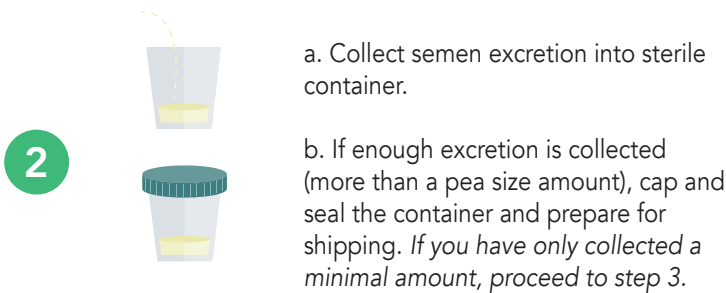 2
a. Collect semen excretion into sterile
container.
b. If enough excretion is collected
(more than a pea size amount), cap and
seal the container and prepare for
shipping. If you have only collected a
minimal amount, proceed to step 3.